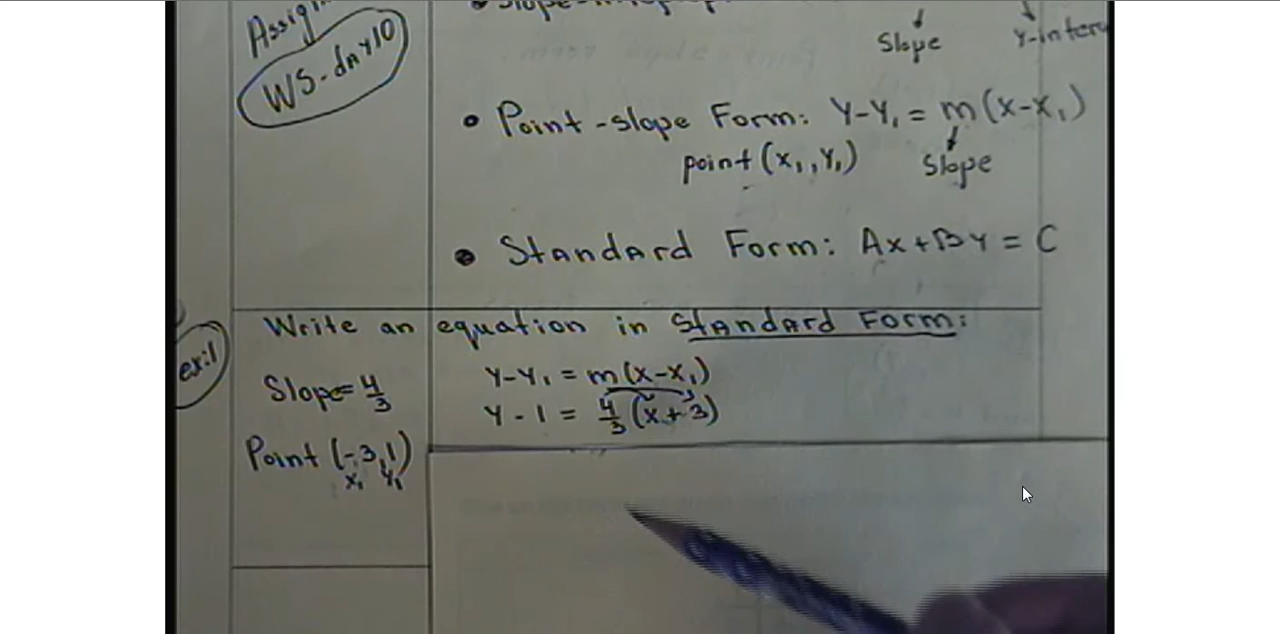 Assign
WS-day10
Slope Y-inter
• Point-slope Form: Y-Y₁ = m(x-x₁)
point (x₁, Y₁) Slope
• Standard Form: Ax+BY = C
ex:1
Write an equation in Standard Form:
Slope = 4/3
Point (-3,1)
x₁ Y₁
Y-Y₁ = m(x-x₁)
Y-1 = 4/3 (x+3)